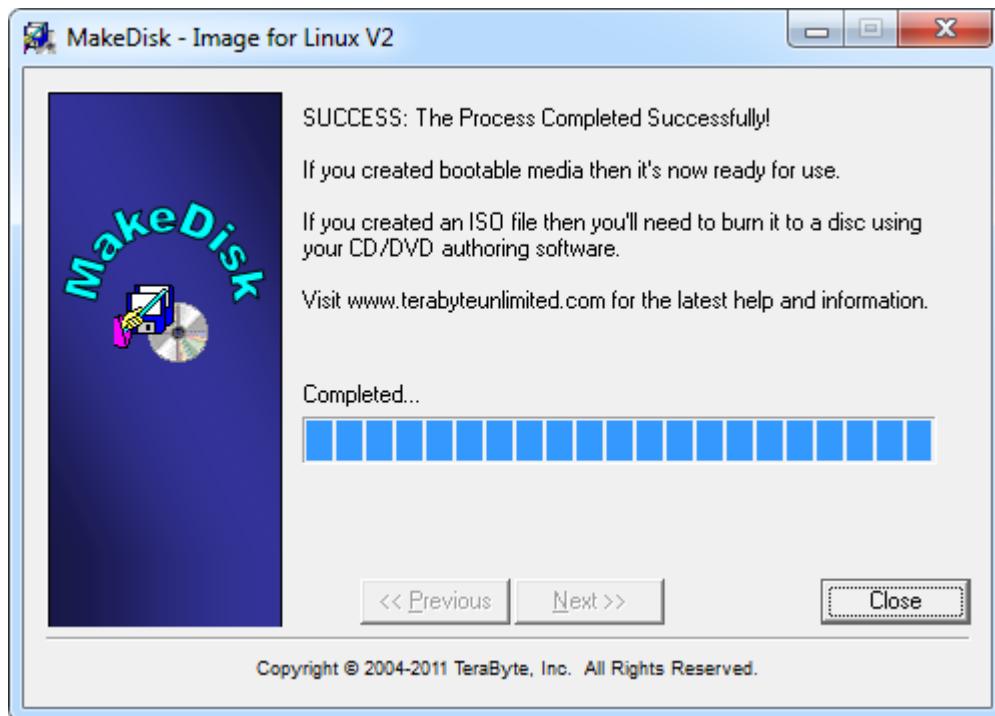 MakeDisk - Image for Linux V2
MakeDisk
SUCCESS: The Process Completed Successfully!
If you created bootable media then it's now ready for use.
If you created an ISO file then you'll need to burn it to a disc using
your CD/DVD authoring software.
Visit www.terabyteunlimited.com for the latest help and information.
Completed...
<< Previous
Next >>
Close
Copyright © 2004-2011 TeraByte, Inc. All Rights Reserved.